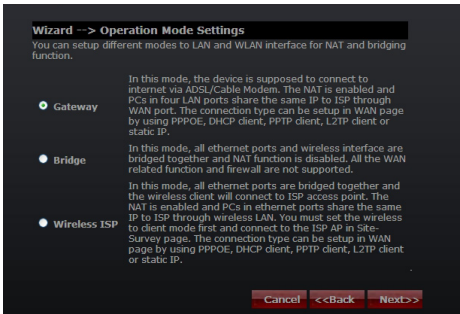 Wizard --> Operation Mode Settings
You can setup different modes to LAN and WLAN interface for NAT and bridging
function.
Gateway
In this mode, the device is supposed to connect to
internet via ADSL/Cable Modem. The NAT is enabled and
PCs in four LAN ports share the same IP to ISP through
WAN port. The connection type can be setup in WAN page
by using PPPOE, DHCP client, PPTP client, L2TP client or
static IP.
Bridge
In this mode, all ethernet ports and wireless interface are
bridged together and NAT function is disabled. All the WAN
related function and firewall are not supported.
Wireless ISP
In this mode, all ethernet ports are bridged together and
the wireless client will connect to ISP access point. The
NAT is enabled and PCs in ethernet ports share the same
IP to ISP through wireless LAN. You must set the wireless
to client mode first and connect to the ISP AP in Site-
Survey page. The connection type can be setup in WAN
page by using PPPOE, DHCP client, PPTP client, L2TP client
or static IP.
.
Cancel <<Back Next>>